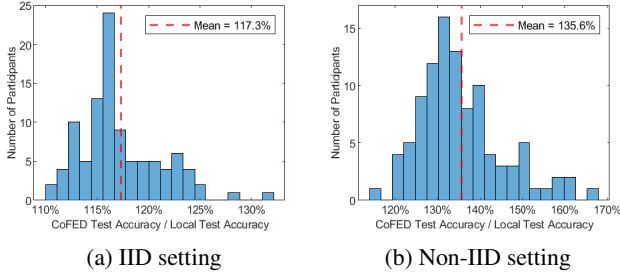 25
20
15
10
5
0
Number of Participants
Mean = 117.3%
110%
115%
120%
125%
130%
CoFED Test Accuracy / Local Test Accuracy
(a) IID setting
15
10
5
0
Number of Participants
Mean = 135.6%
120%
130%
140%
150%
160%
170%
CoFED Test Accuracy / Local Test Accuracy
(b) Non-IID setting